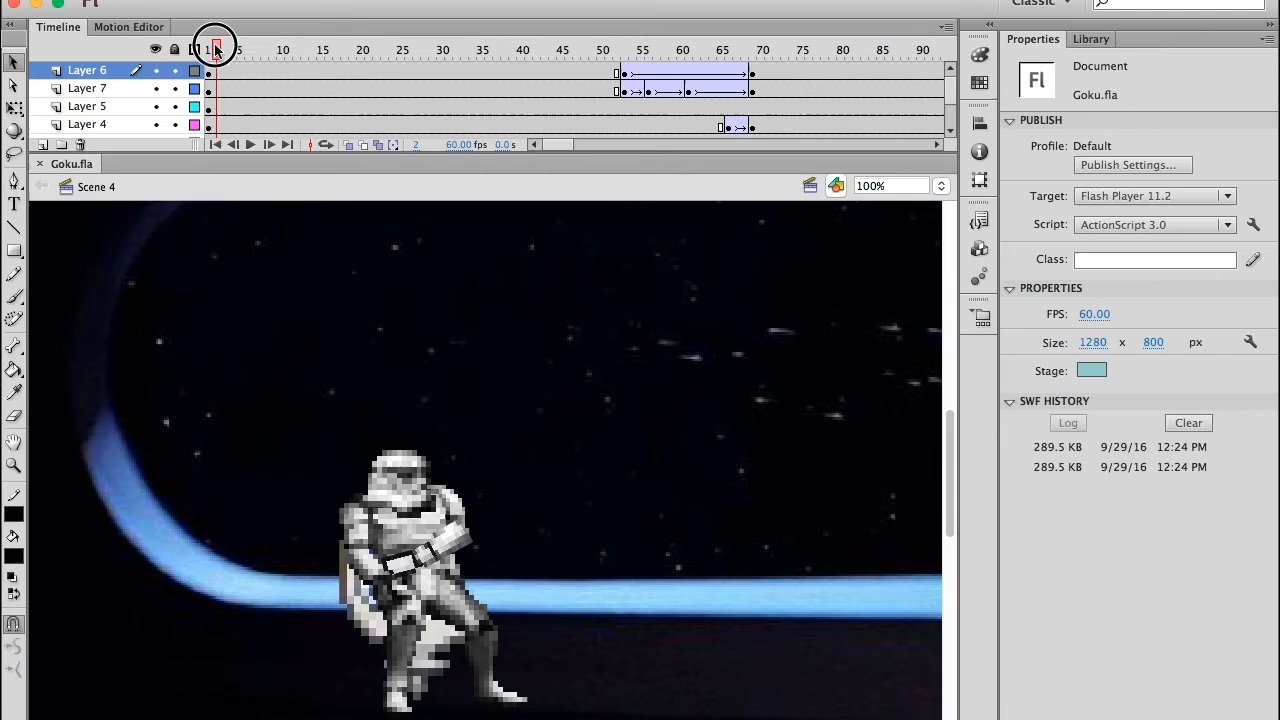 Fl
Classic
Timeline Motion Editor
1 5 10 15 20 25 30 35 40 45 50 55 60 65 70 75 80 85 90
Layer 6
Layer 7
Layer 5
Layer 4
2 60.00 fps 0.0 s
× Goku.fla
Scene 4
100%
Properties Library
Fl
Document
Goku.fla
PUBLISH
Profile: Default
Publish Settings...
Target: Flash Player 11.2
Script: ActionScript 3.0
Class:
PROPERTIES
FPS: 60.00
Size: 1280 x 800 px
Stage:
SWF HISTORY
Log Clear
289.5 KB 9/29/16 12:24 PM
289.5 KB 9/29/16 12:24 PM
T